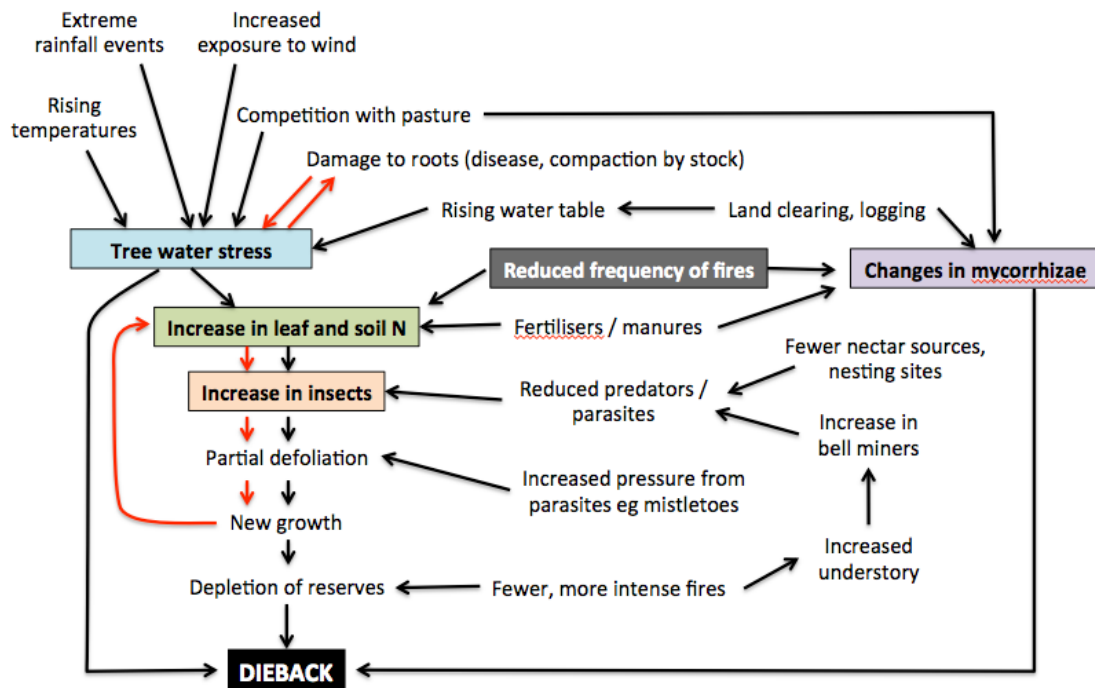 Extreme
rainfall events
Increased
exposure to wind
Rising
temperatures
Competition with pasture
Damage to roots (disease, compaction by stock)
Rising water table
Land clearing, logging
Tree water stress
Reduced frequency of fires
Changes in mycorrhizae
Increase in leaf and soil N
Fertilisers / manures
Fewer nectar sources,
nesting sites
Increase in insects
Reduced predators /
parasites
Increase in
bell miners
Partial defoliation
Increased pressure from
parasites eg mistletoes
New growth
Increased
understory
Depletion of reserves
Fewer, more intense fires
DIEBACK